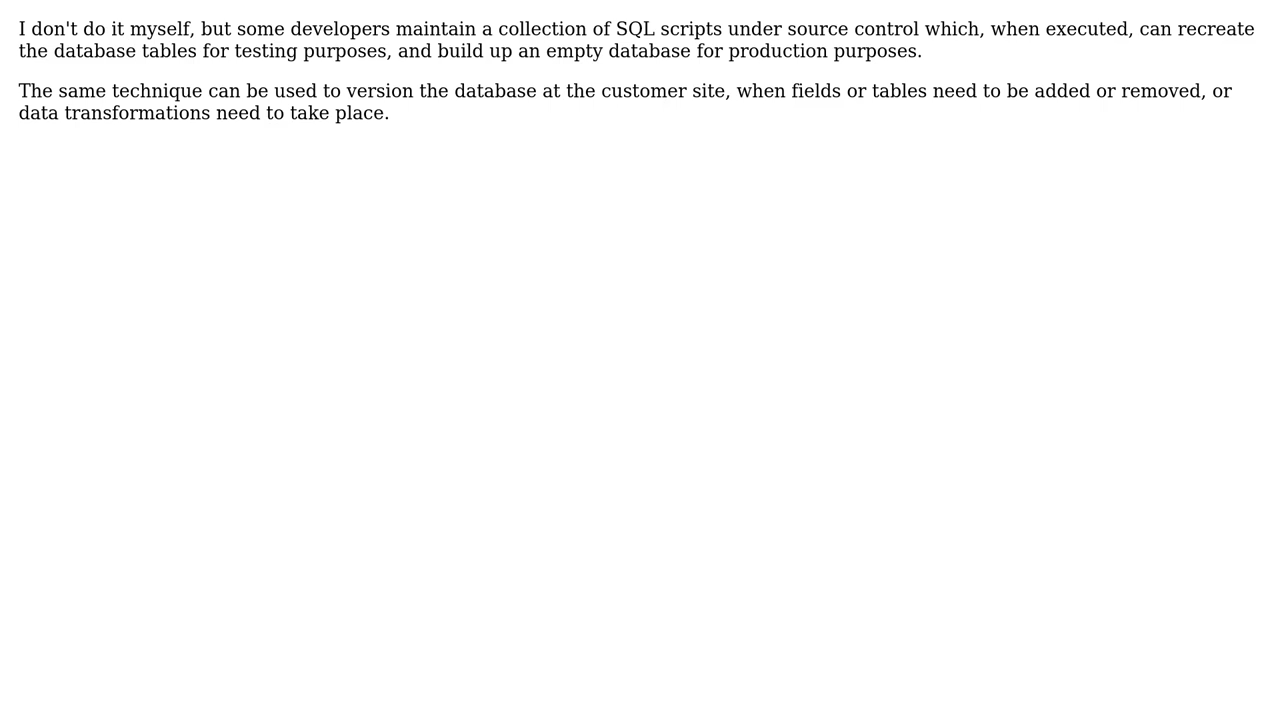 I don't do it myself, but some developers maintain a collection of SQL scripts under source control which, when executed, can recreate
the database tables for testing purposes, and build up an empty database for production purposes.
The same technique can be used to version the database at the customer site, when fields or tables need to be added or removed, or
data transformations need to take place.